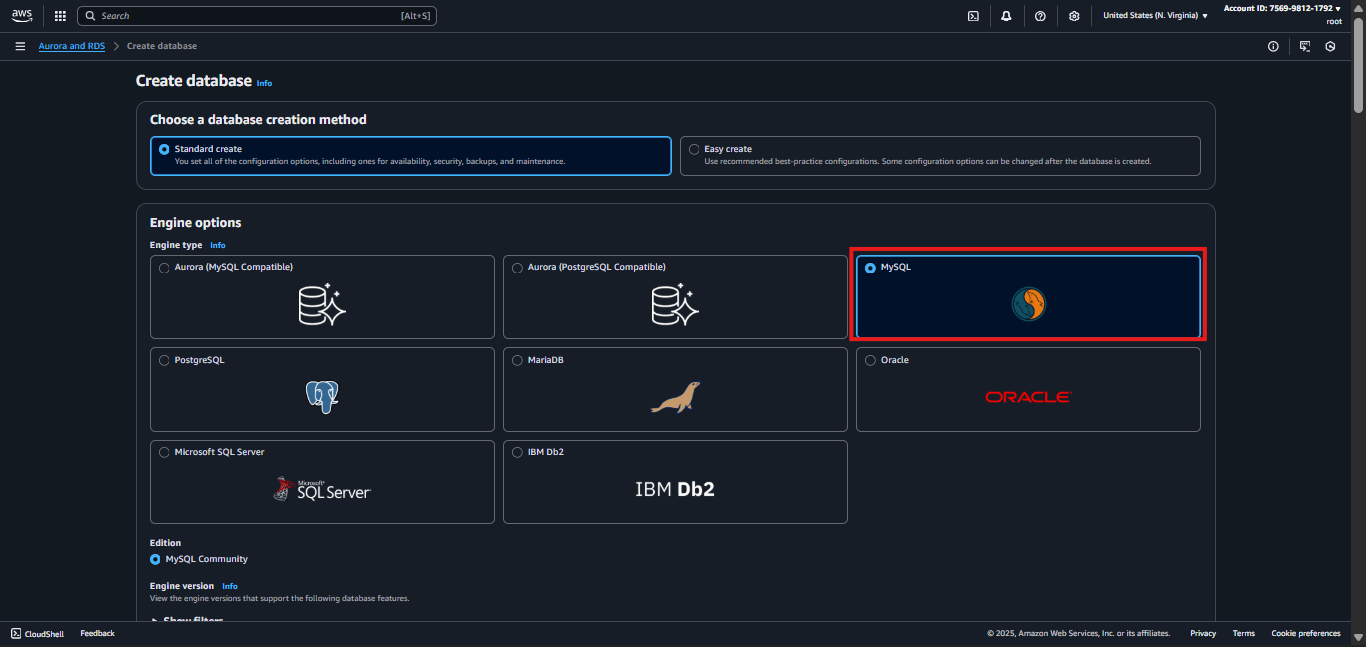 aws
Search
[Alt+S]
United States (N. Virginia)
Account ID: 7569-9812-1792
root
Aurora and RDS
Create database
Create database
Info
Choose a database creation method
Standard create
You set all of the configuration options, including ones for availability, security, backups, and maintenance.
Easy create
Use recommended best-practice configurations. Some configuration options can be changed after the database is created.
Engine options
Engine type
Info
Aurora (MySQL Compatible)
Aurora (PostgreSQL Compatible)
MySQL
PostgreSQL
MariaDB
Oracle
ORACLE
Microsoft SQL Server
Microsoft
SQL Server
IBM Db2
IBM Db2
Edition
MySQL Community
Engine version
Info
View the engine versions that support the following database features.
Show filters
CloudShell
Feedback
© 2025, Amazon Web Services, Inc. or its affiliates.
Privacy
Terms
Cookie preferences